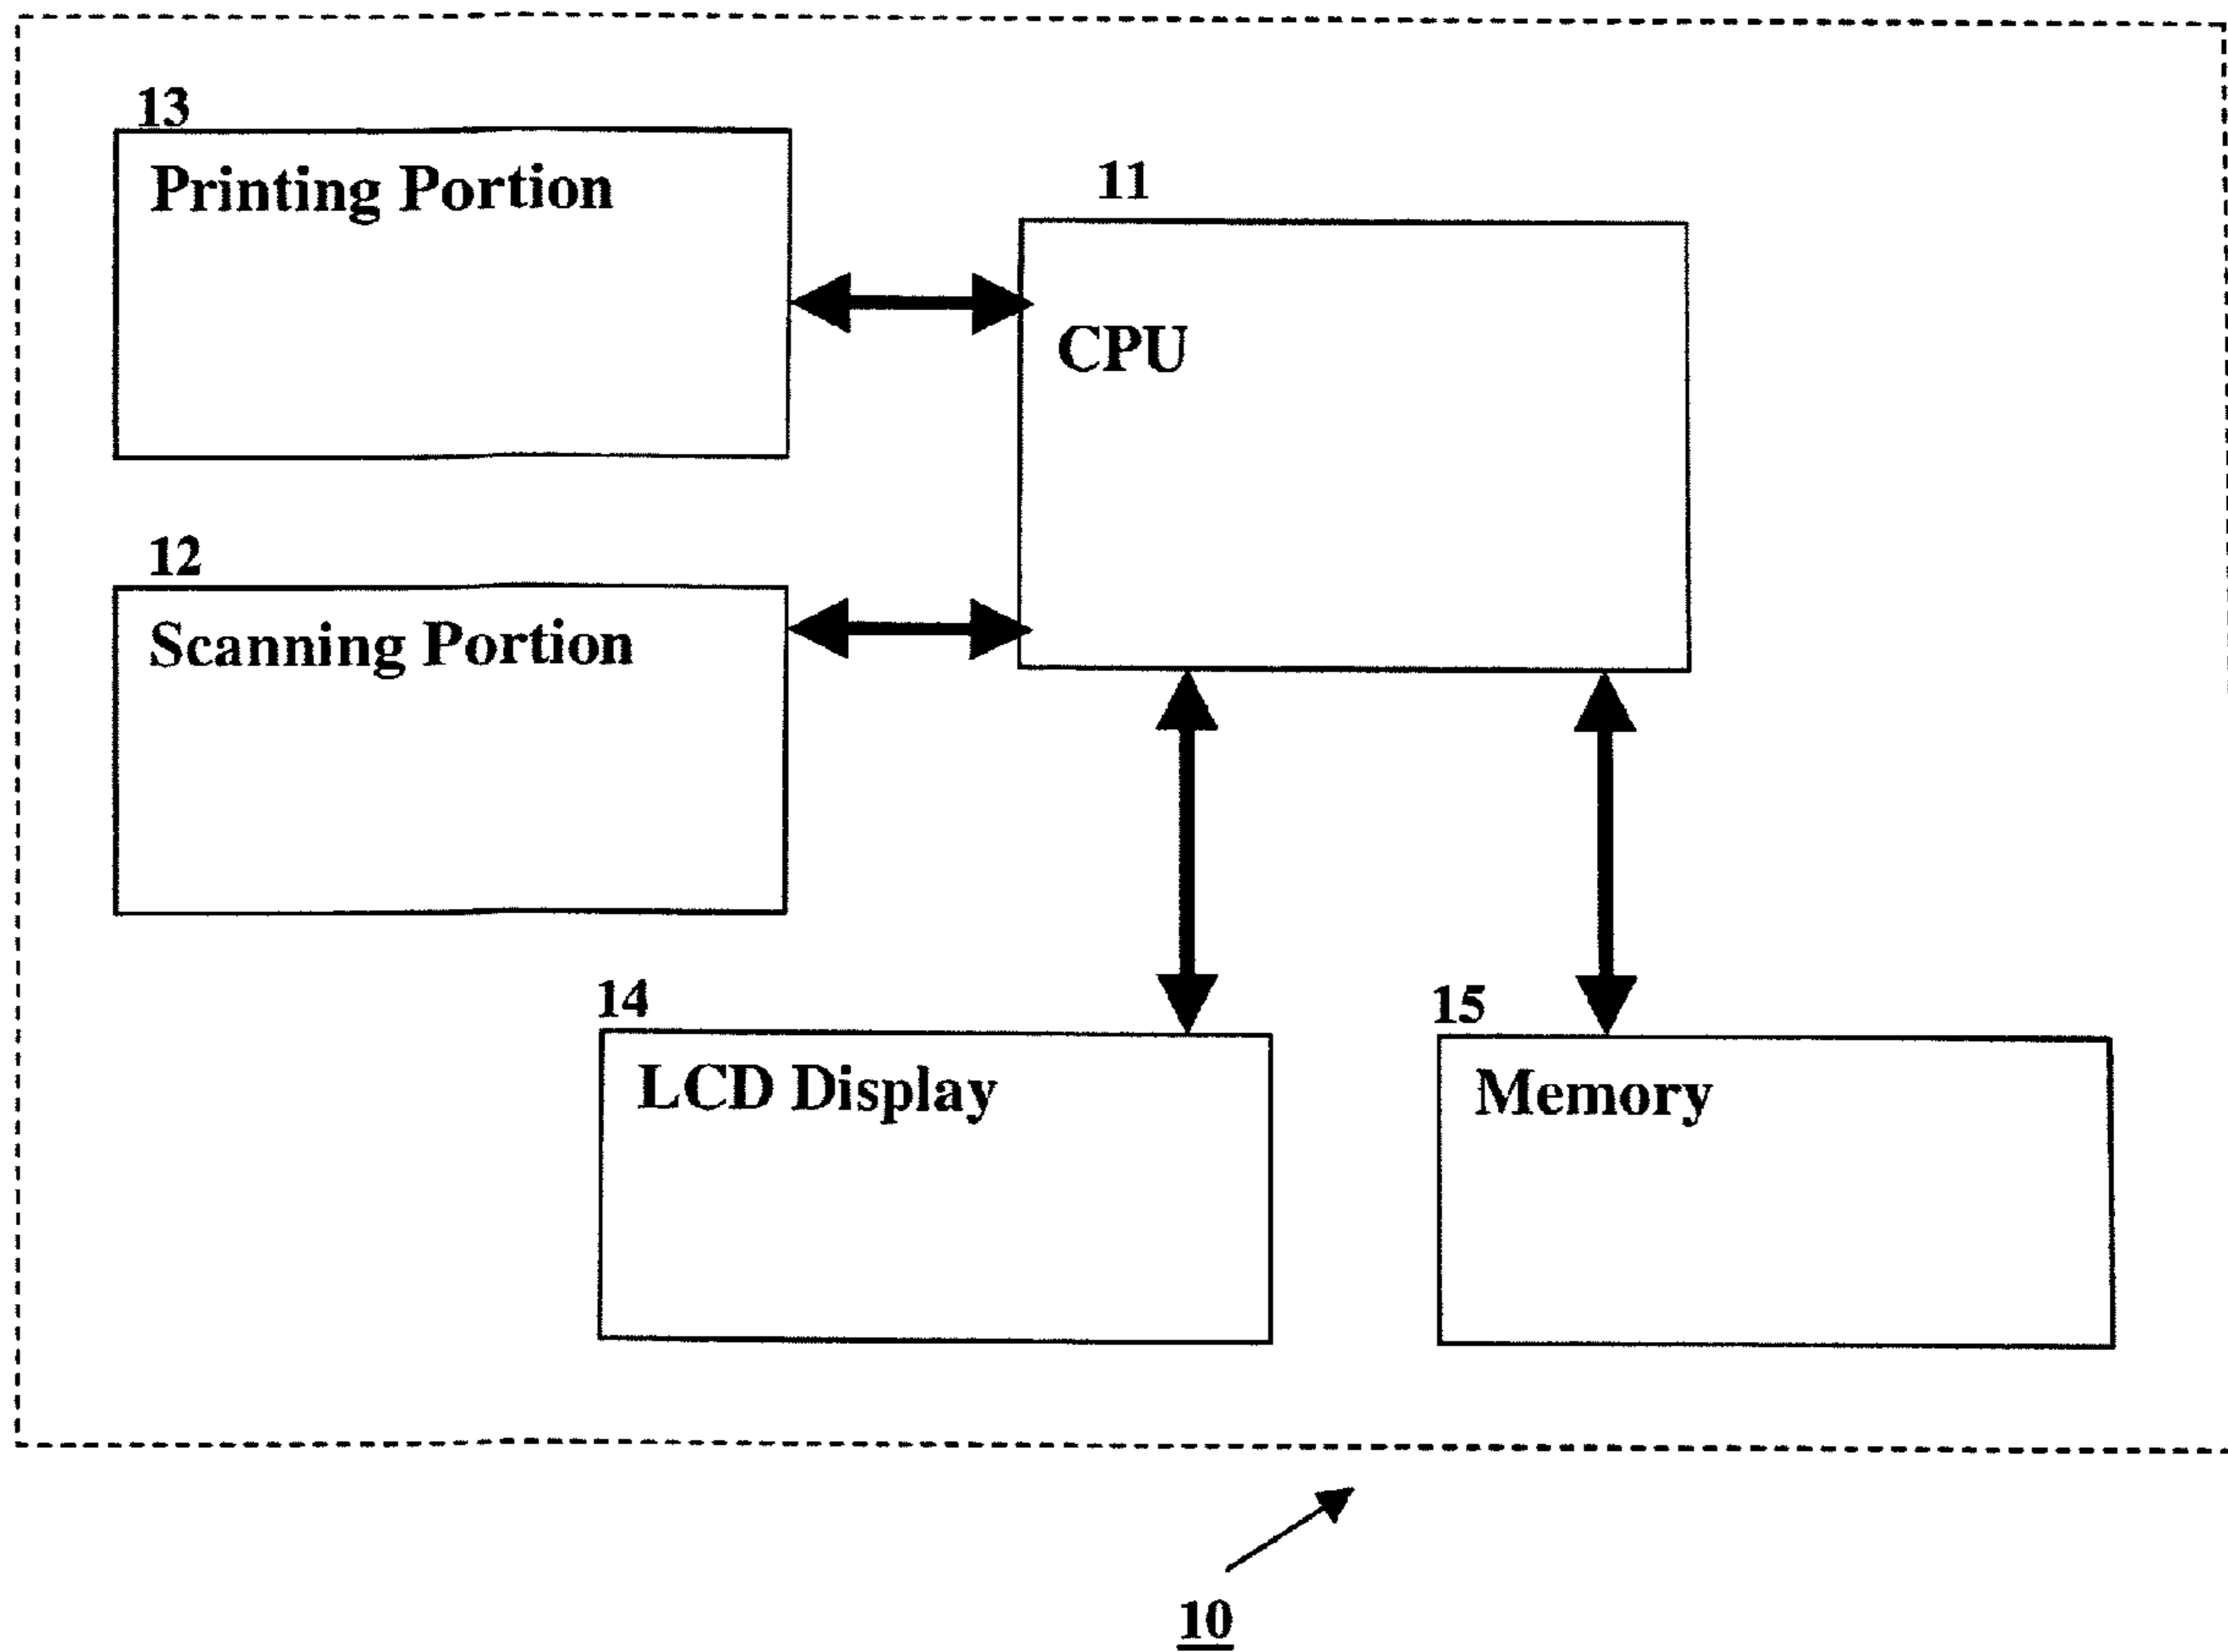 13
Printing Portion
11
CPU
12
Scanning Portion
14
LCD Display
15
Memory
10